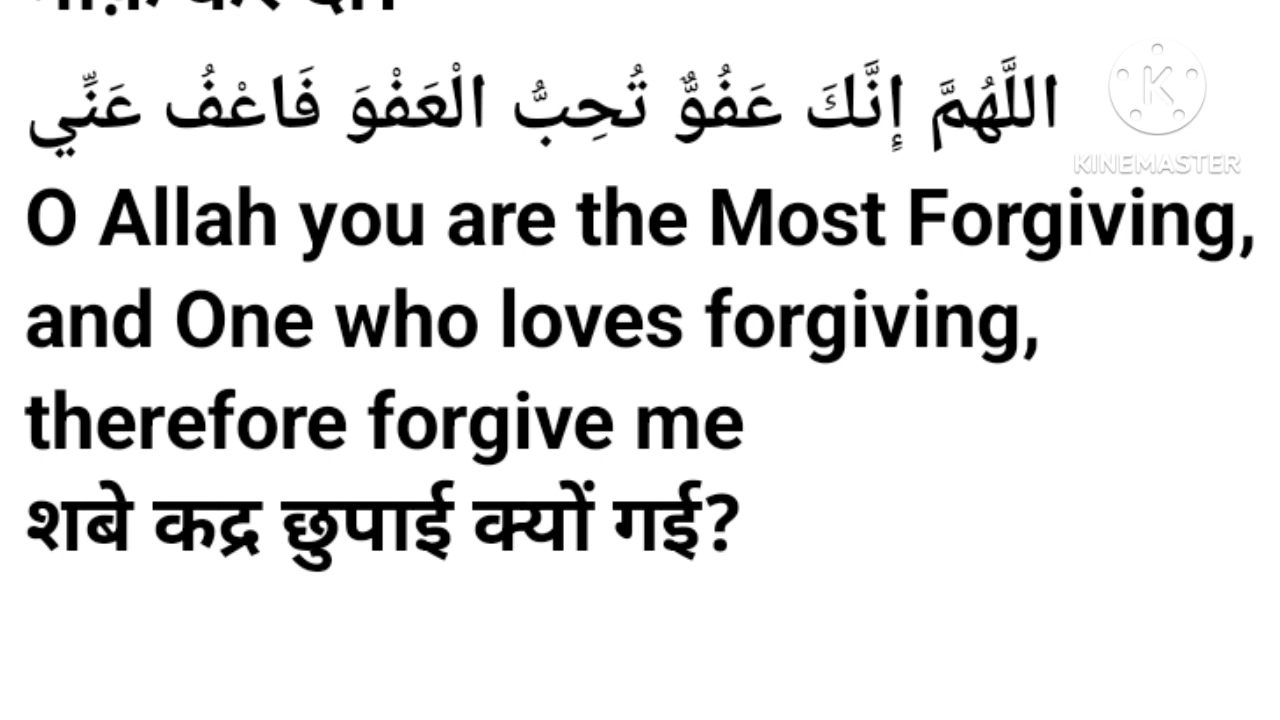 اللَّهُمَّ إِنَّكَ عَفُوٌّ تُحِبُّ الْعَفْوَ فَاعْفُ عَنِّي
KINEMASTER
O Allah you are the Most Forgiving,
and One who loves forgiving,
therefore forgive me
शबे कद्र छुपाई क्यों गई?